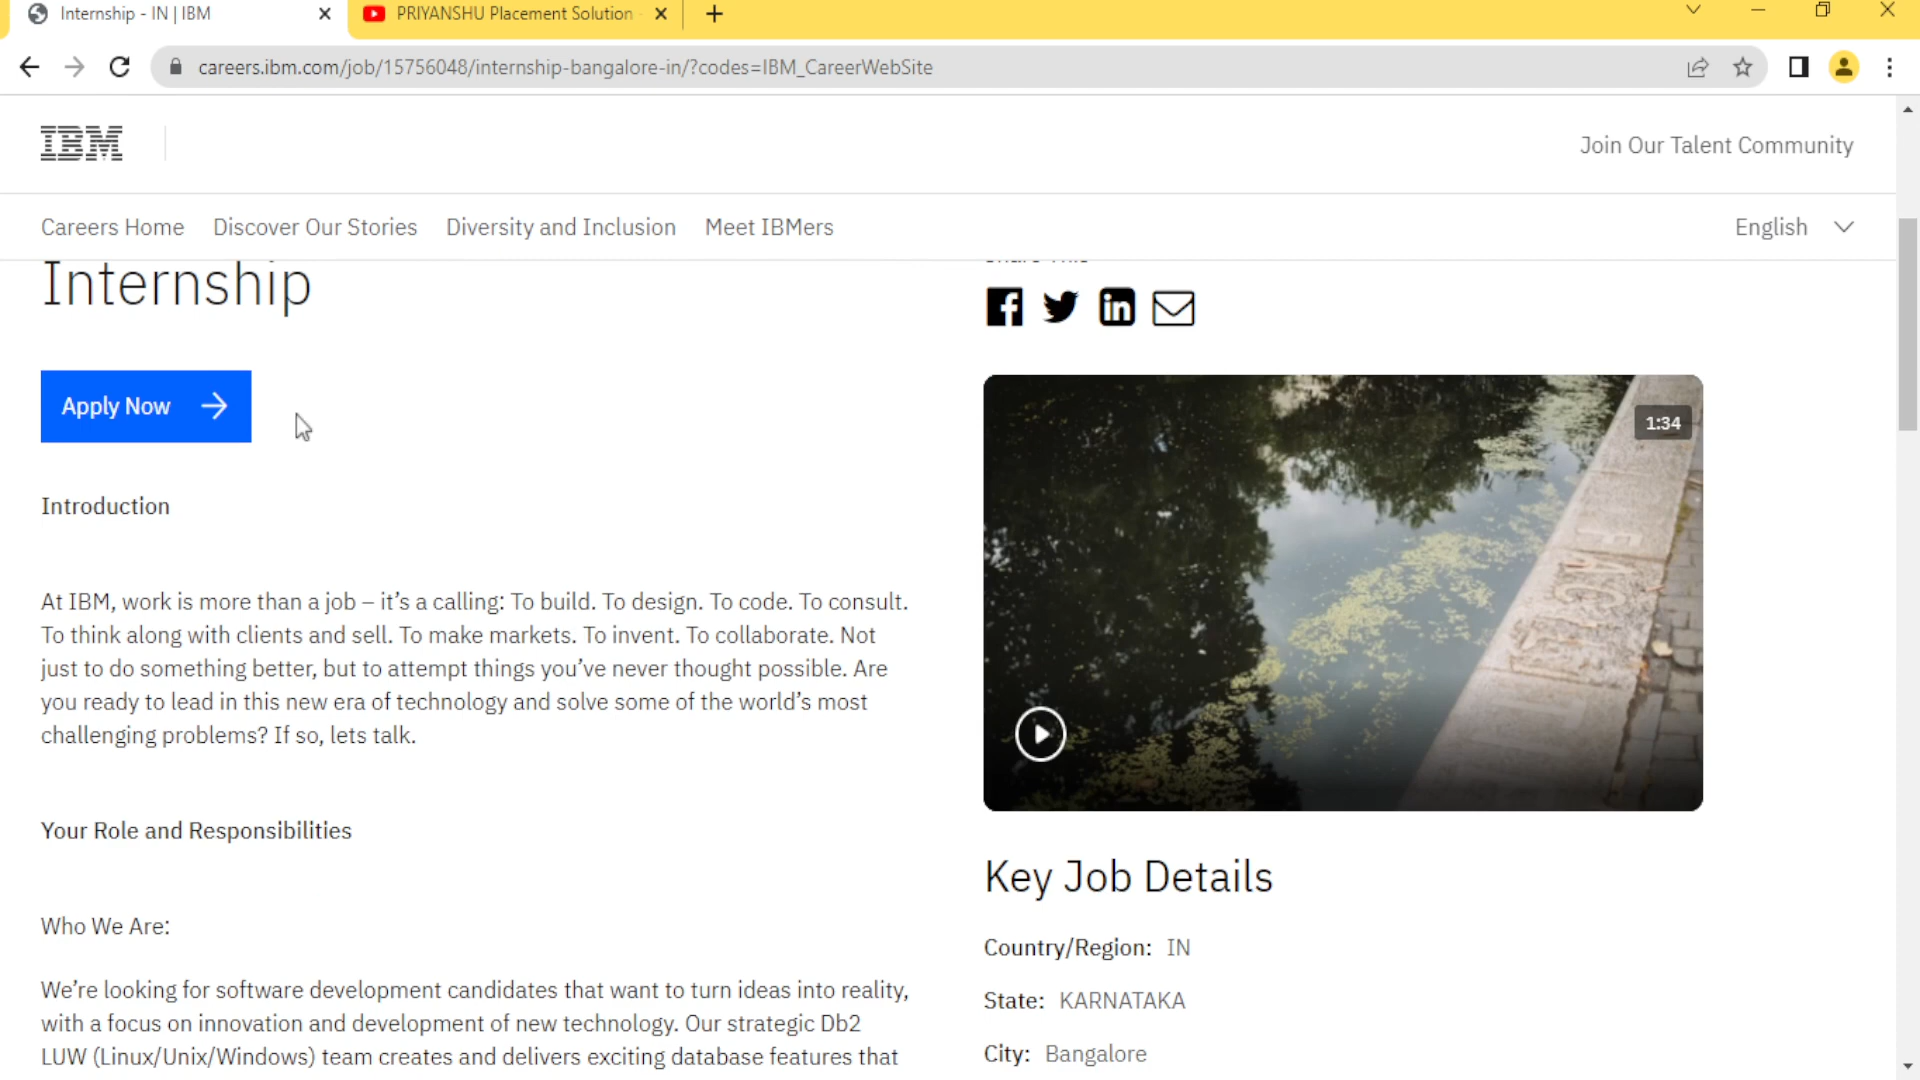 Internship - IN | IBM
PRIYANSHU Placement Solution
careers.ibm.com/job/15756048/internship-bangalore-in/?codes=IBM_CareerWebSite
IBM
Join Our Talent Community
Careers Home Discover Our Stories Diversity and Inclusion Meet IBMers English
Internship
Apply Now
1:34
Introduction
At IBM, work is more than a job – it’s a calling: To build. To design. To code. To consult.
To think along with clients and sell. To make markets. To invent. To collaborate. Not
just to do something better, but to attempt things you’ve never thought possible. Are
you ready to lead in this new era of technology and solve some of the world’s most
challenging problems? If so, lets talk.
Your Role and Responsibilities
Who We Are:
We’re looking for software development candidates that want to turn ideas into reality,
with a focus on innovation and development of new technology. Our strategic Db2
LUW (Linux/Unix/Windows) team creates and delivers exciting database features that
Key Job Details
Country/Region: IN
State: KARNATAKA
City: Bangalore